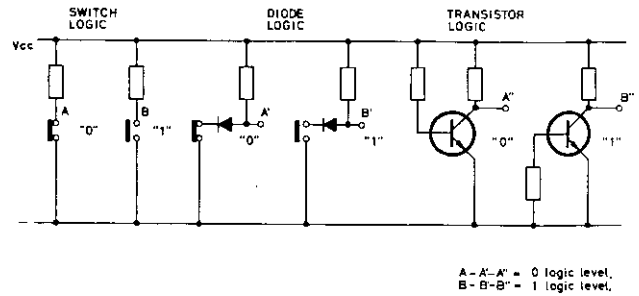 SWITCH LOGIC
DIODE LOGIC
TRANSISTOR LOGIC
Vcc
A
"0"
B
"1"
A'
"0"
B'
"1"
A"
"0"
B"
"1"
A-A'-A" = 0 logic level,
B-B'-B" = 1 logic level,